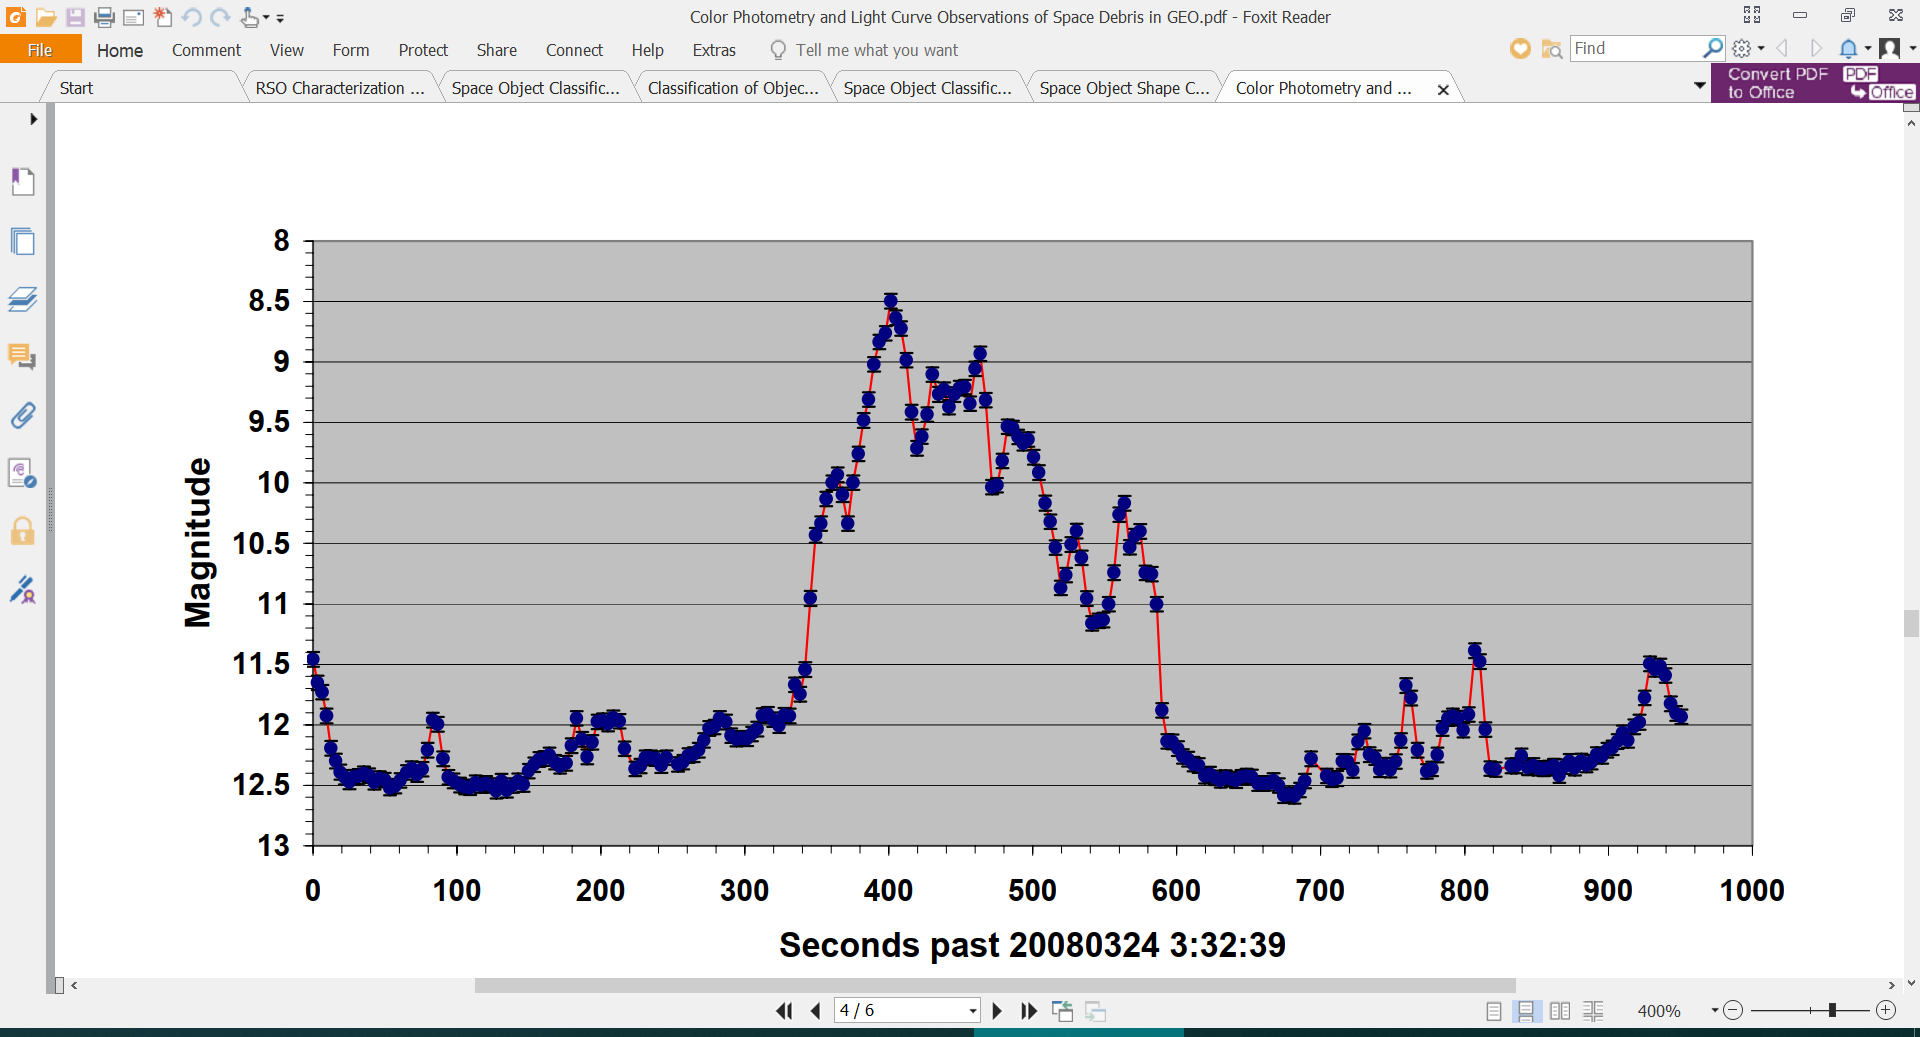 Color Photometry and Light Curve Observations of Space Debris in GEO.pdf - Foxit Reader
File Home Comment View Form Protect Share Connect Help Extras Tell me what you want Find
Start RSO Characterization ... Space Object Classific... Classification of Objec... Space Object Classific... Space Object Shape C... Color Photometry and ...
Convert PDF to Office
PDF Office
8
8.5
9
9.5
10
10.5
11
11.5
12
12.5
13
Magnitude
0 100 200 300 400 500 600 700 800 900 1000
Seconds past 20080324 3:32:39
4 / 6 400%